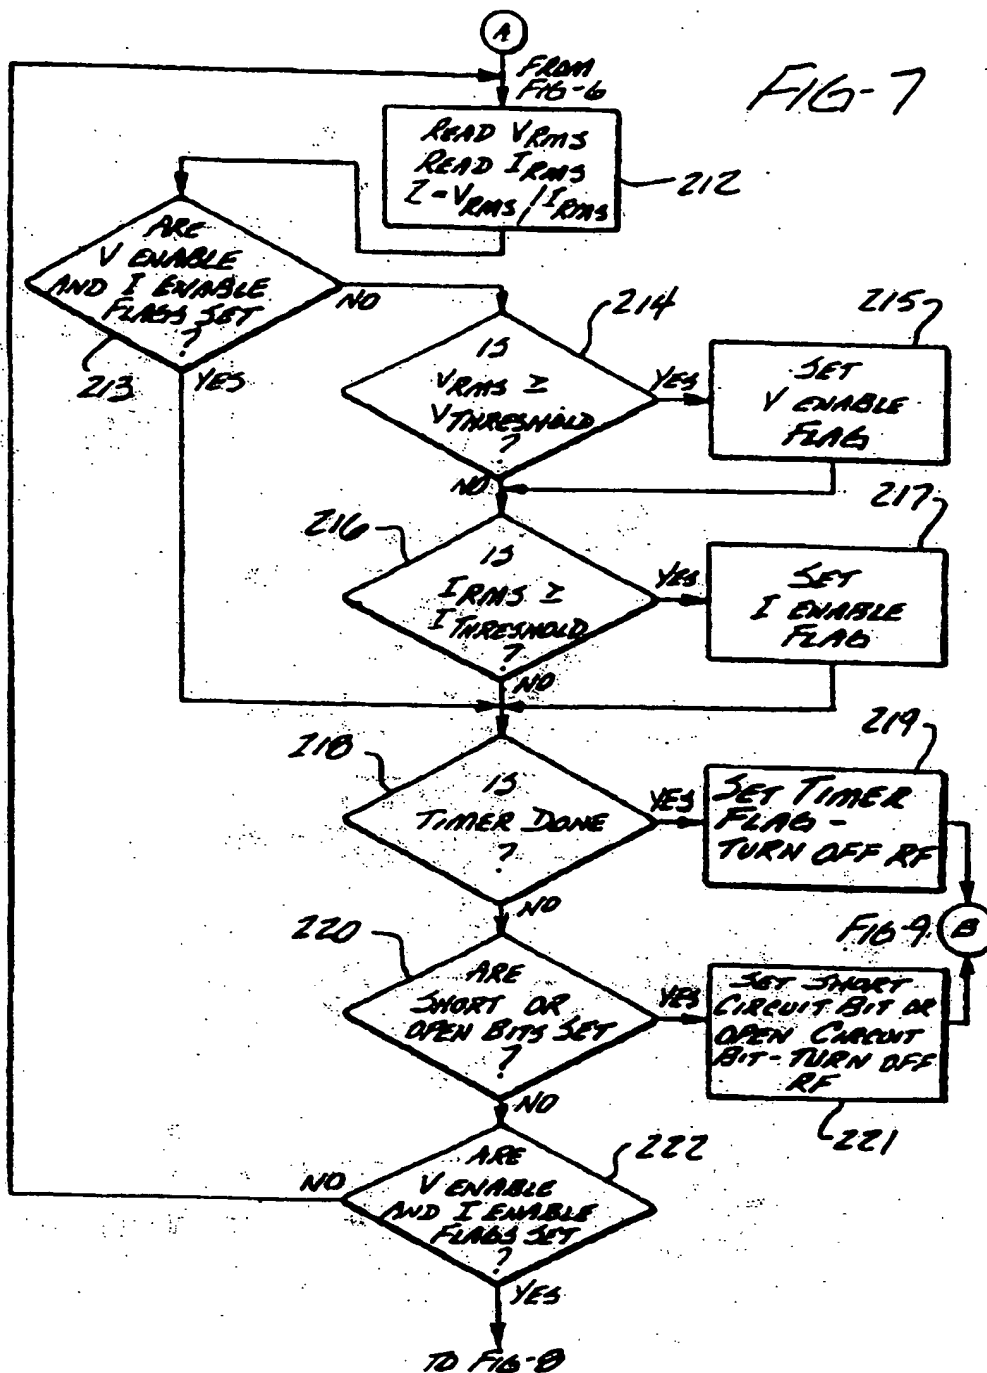 A
FROM
FIG-6
FIG-7
READ VRMS
READ IRMS
Z=VRMS/IRMS
212
ARE
V ENABLE
AND I ENABLE
FLAGS SET
?
213
NO
YES
IS
VRMS ≥
VTHRESHOLD
?
214
YES
NO
SET
V ENABLE
FLAG
215
IS
IRMS ≥
ITHRESHOLD
?
216
YES
NO
SET
I ENABLE
FLAG
217
IS
TIMER DONE
?
218
YES
NO
SET TIMER
FLAG-
TURN OFF RF
219
FIG-9
B
ARE
SHORT OR
OPEN BITS SET
?
220
YES
NO
SET SHORT
CIRCUIT BIT OR
OPEN CIRCUIT
BIT-TURN OFF
RF
221
ARE
V ENABLE
AND I ENABLE
FLAGS SET
?
222
NO
YES
TO FIG-8